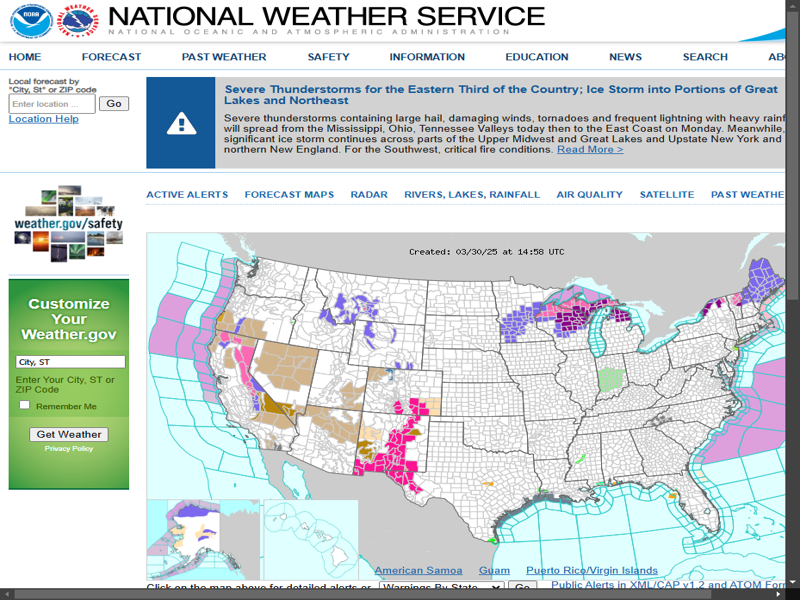 NOAA
NATIONAL WEATHER SERVICE
NATIONAL OCEANIC AND ATMOSPHERIC ADMINISTRATION
HOME FORECAST PAST WEATHER SAFETY INFORMATION EDUCATION NEWS SEARCH AB
Local forecast by
"City, St" or ZIP code
Enter location ... Go
Location Help
Severe Thunderstorms for the Eastern Third of the Country; Ice Storm into Portions of Great
Lakes and Northeast
Severe thunderstorms containing large hail, damaging winds, tornadoes and frequent lightning with heavy rainf
will spread from the Mississippi, Ohio, Tennessee Valleys today then to the East Coast on Monday. Meanwhile,
significant ice storm continues across parts of the Upper Midwest and Great Lakes and Upstate New York and
northern New England. For the Southwest, critical fire conditions. Read More >
ACTIVE ALERTS FORECAST MAPS RADAR RIVERS, LAKES, RAINFALL AIR QUALITY SATELLITE PAST WEATHE
weather.gov/safety
Created: 03/30/25 at 14:58 UTC
Customize
Your
Weather.gov
City, ST
Enter Your City, ST or
ZIP Code
Remember Me
Get Weather
Privacy Policy
American Samoa Guam Puerto Rico/Virgin Islands
Click on the map above for detailed alerts or Warnings By State Go
Public Alerts in XML/CAP v1.2 and ATOM Form